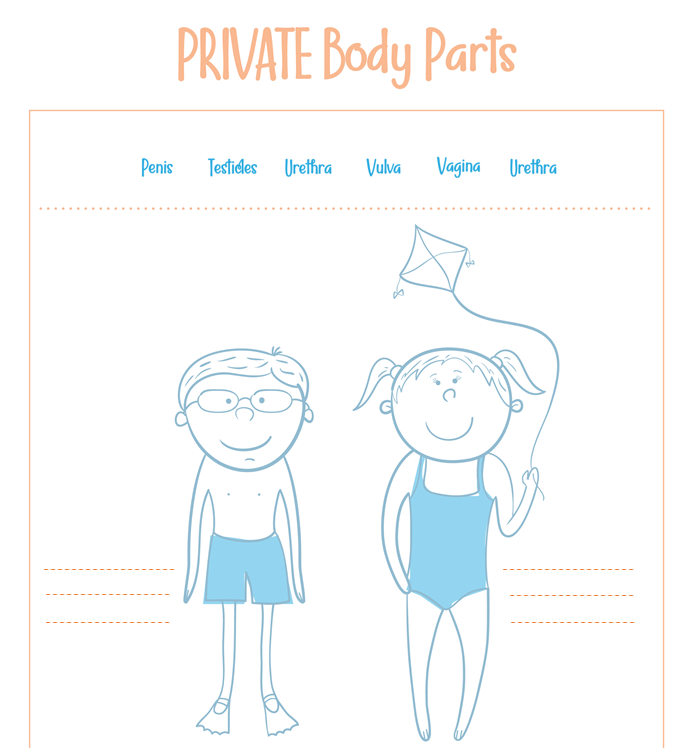 PRIVATE Body Parts
Penis Testicles Urethra Vulva Vagina Urethra